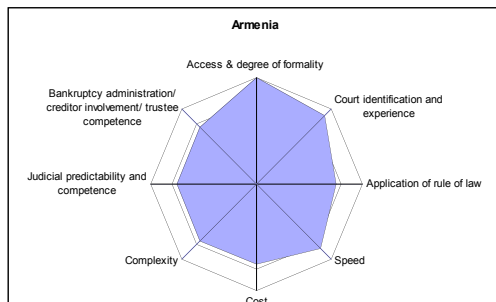 Armenia
Access & degree of formality
Bankruptcy administration/
creditor involvement/ trustee
competence
Court identification and
experience
Judicial predictability and
competence
Application of rule of law
Complexity
Speed
Cost